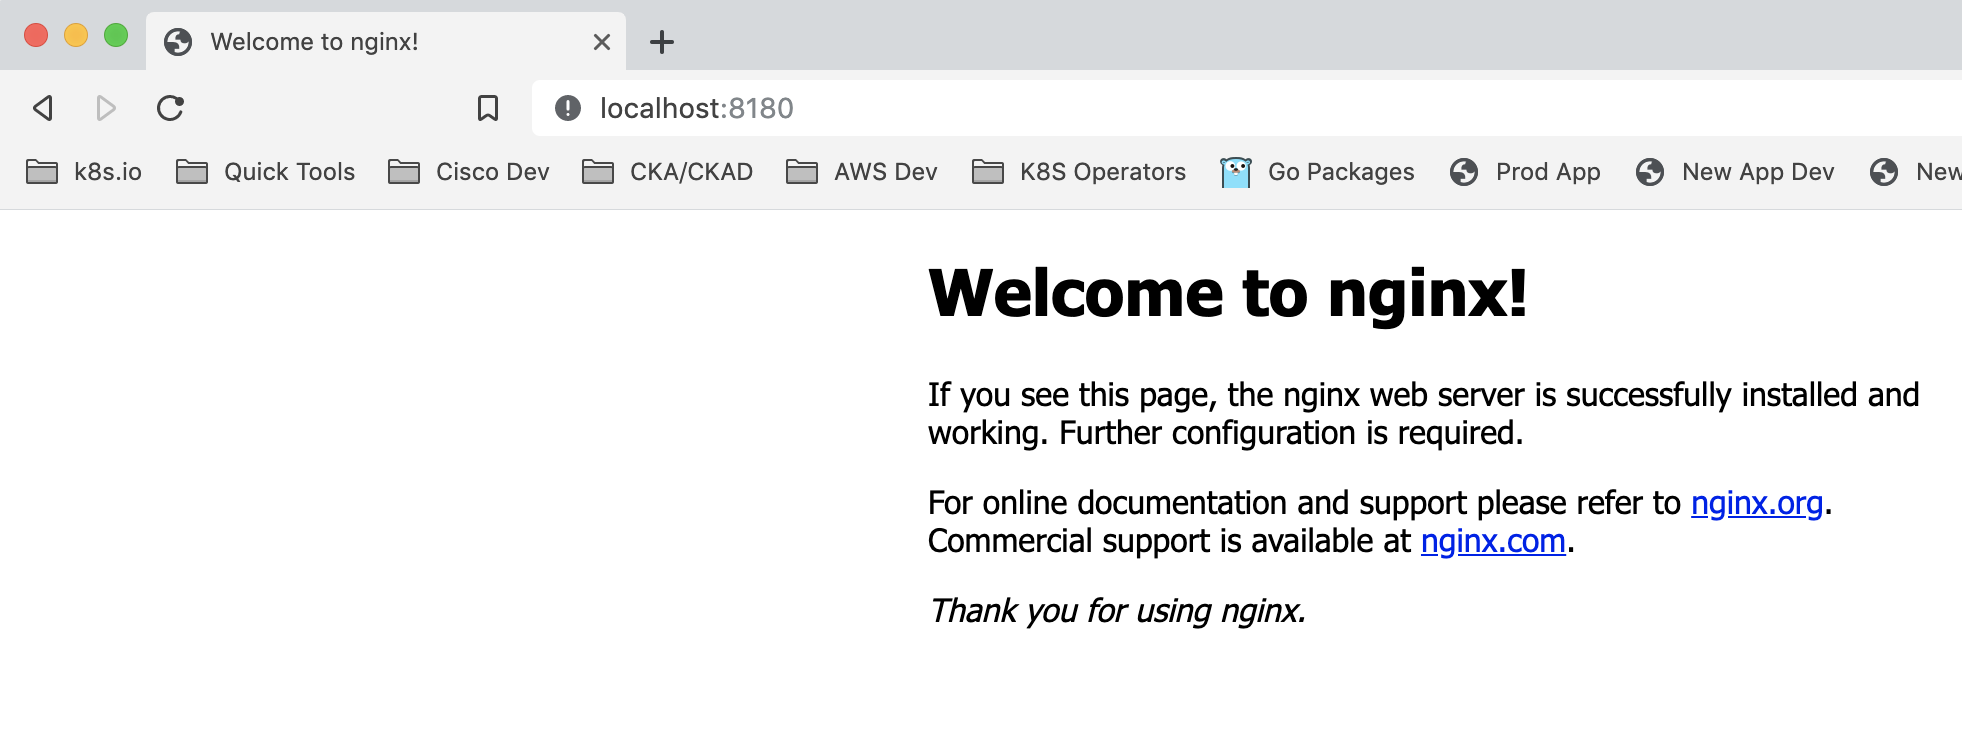 Welcome to nginx!
localhost:8180
k8s.io Quick Tools Cisco Dev CKA/CKAD AWS Dev K8S Operators Go Packages Prod App New App Dev New
Welcome to nginx!
If you see this page, the nginx web server is successfully installed and
working. Further configuration is required.
For online documentation and support please refer to nginx.org.
Commercial support is available at nginx.com.
Thank you for using nginx.